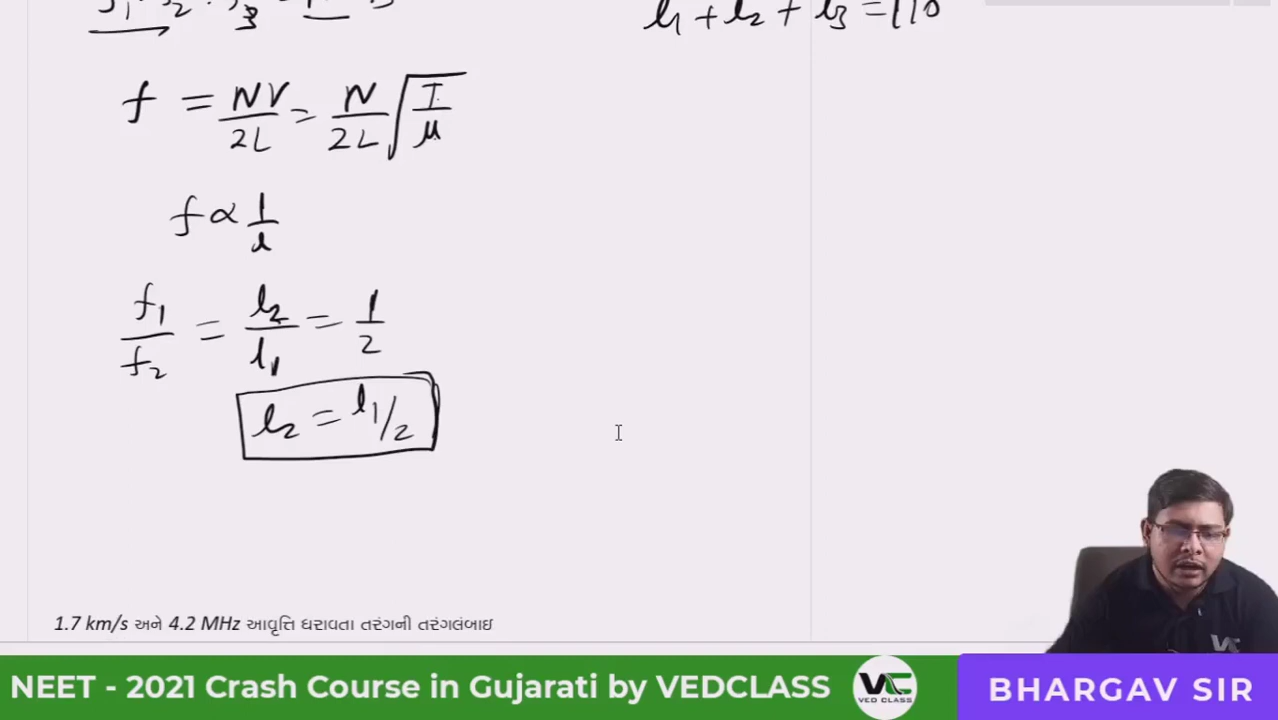 l1 + l2 + l3 = 110
f = NV/2L = N/2L √T/μ
f ∝ 1/l
f1/f2 = l2/l1 = 1/2
l2 = l1/2
1.7 km/s અને 4.2 MHz આવૃત્તિ ધરાવતા તરંગની તરંગલંબાઇ
NEET - 2021 Crash Course in Gujarati by VEDCLASS
VC
VED CLASS
BHARGAV SIR
VC